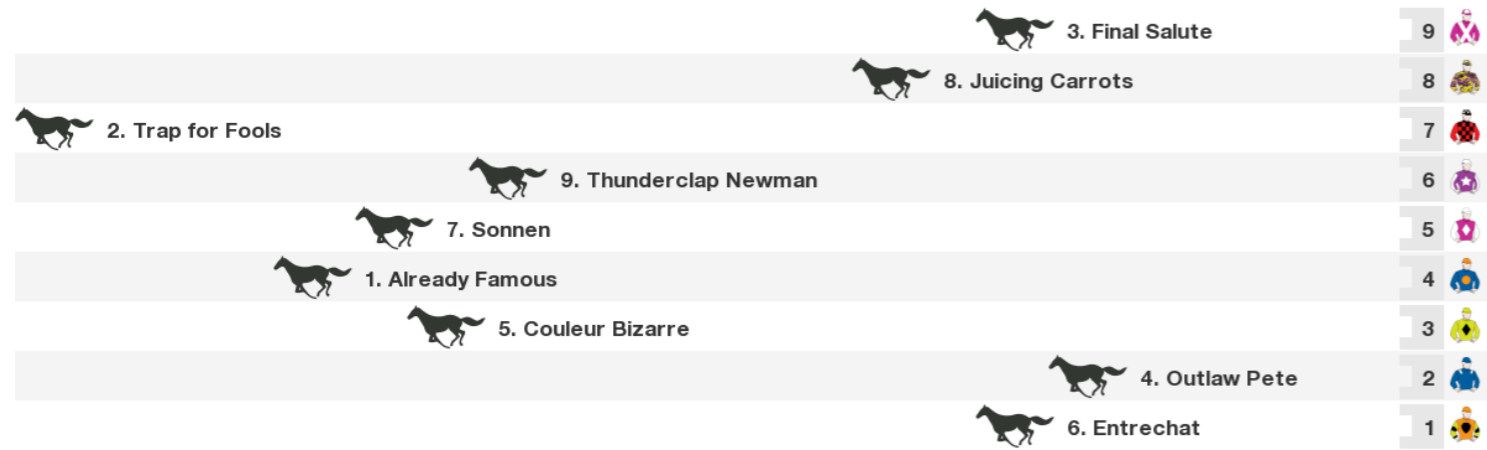 3. Final Salute 9
8. Juicing Carrots 8
2. Trap for Fools 7
9. Thunderclap Newman 6
7. Sonnen 5
1. Already Famous 4
5. Couleur Bizarre 3
4. Outlaw Pete 2
6. Entrechat 1